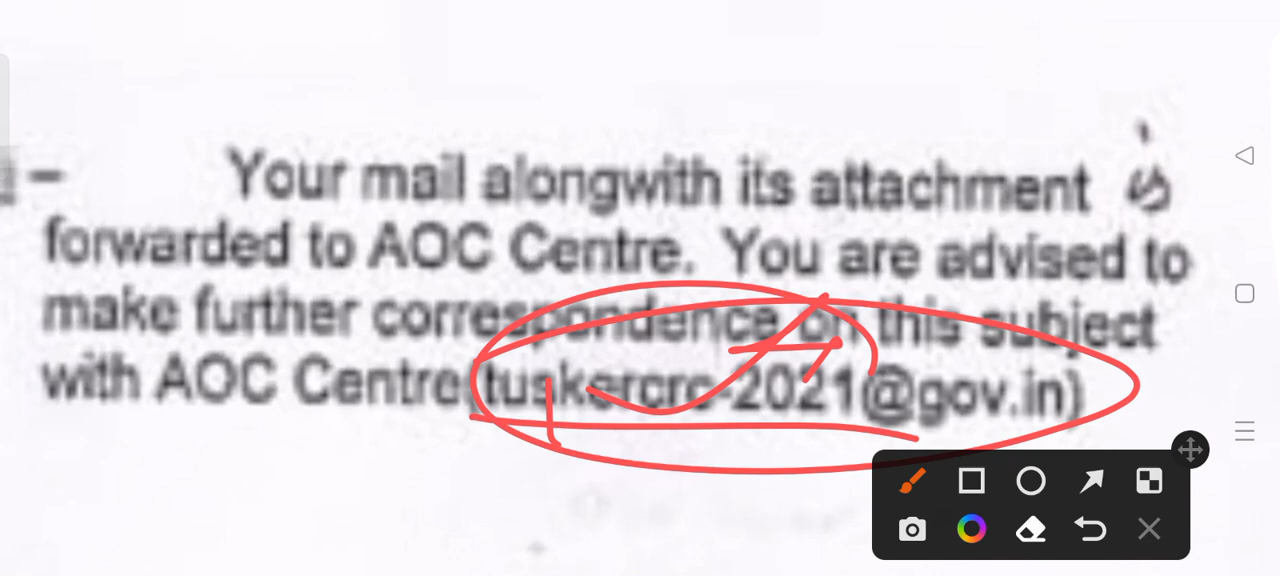 Your mail alongwith its attachment
forwarded to AOC Centre. You are advised to
make further correspondence on this subject
with AOC Centre(tuskercrc-2021@gov.in)